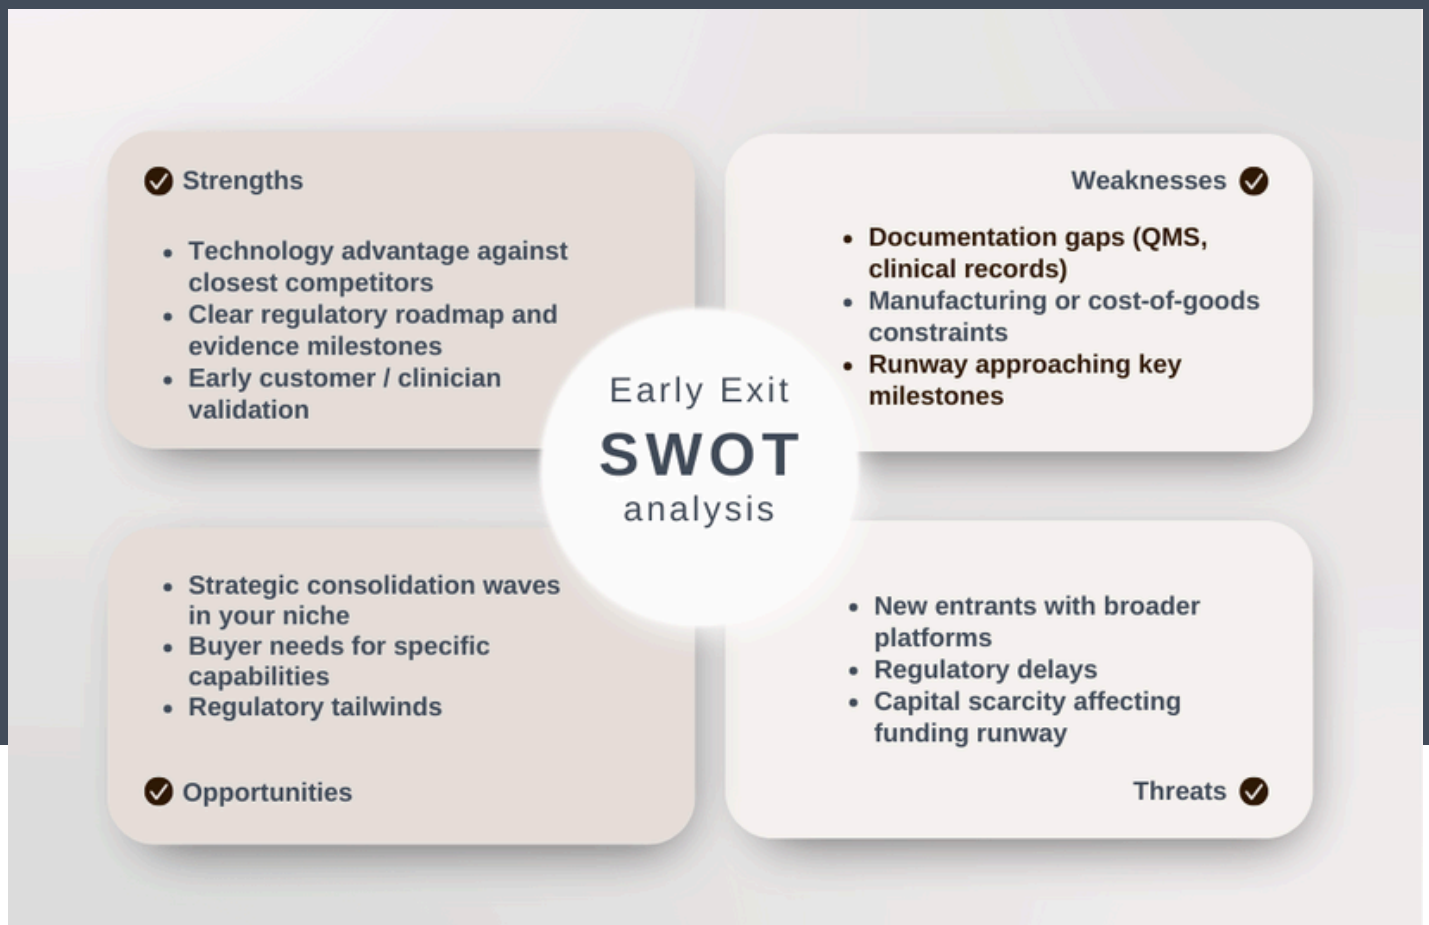 Strengths
• Technology advantage against
closest competitors
• Clear regulatory roadmap and
evidence milestones
• Early customer / clinician
validation
Weaknesses
• Documentation gaps (QMS,
clinical records)
• Manufacturing or cost-of-goods
constraints
• Runway approaching key
milestones
Early Exit
SWOT
analysis
• Strategic consolidation waves
in your niche
• Buyer needs for specific
capabilities
• Regulatory tailwinds
Opportunities
• New entrants with broader
platforms
• Regulatory delays
• Capital scarcity affecting
funding runway
Threats